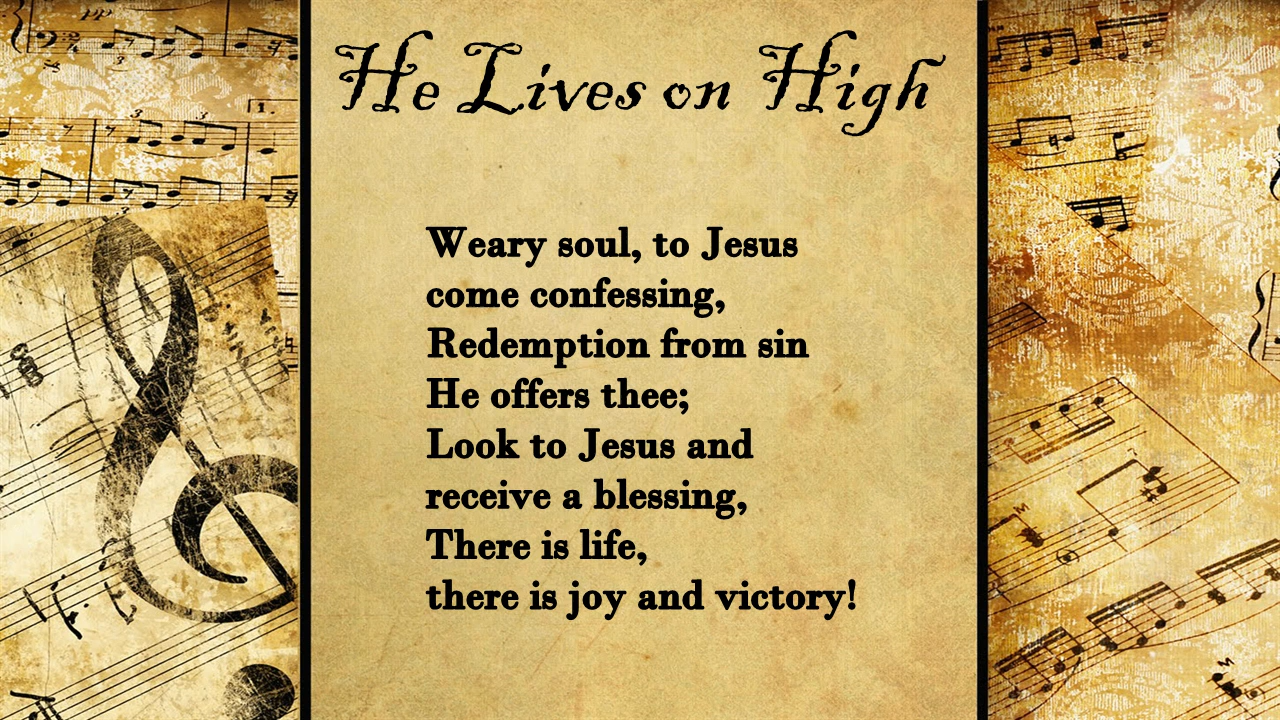 He Lives on High
Weary soul, to Jesus
come confessing,
Redemption from sin
He offers thee;
Look to Jesus and
receive a blessing,
There is life,
there is joy and victory!